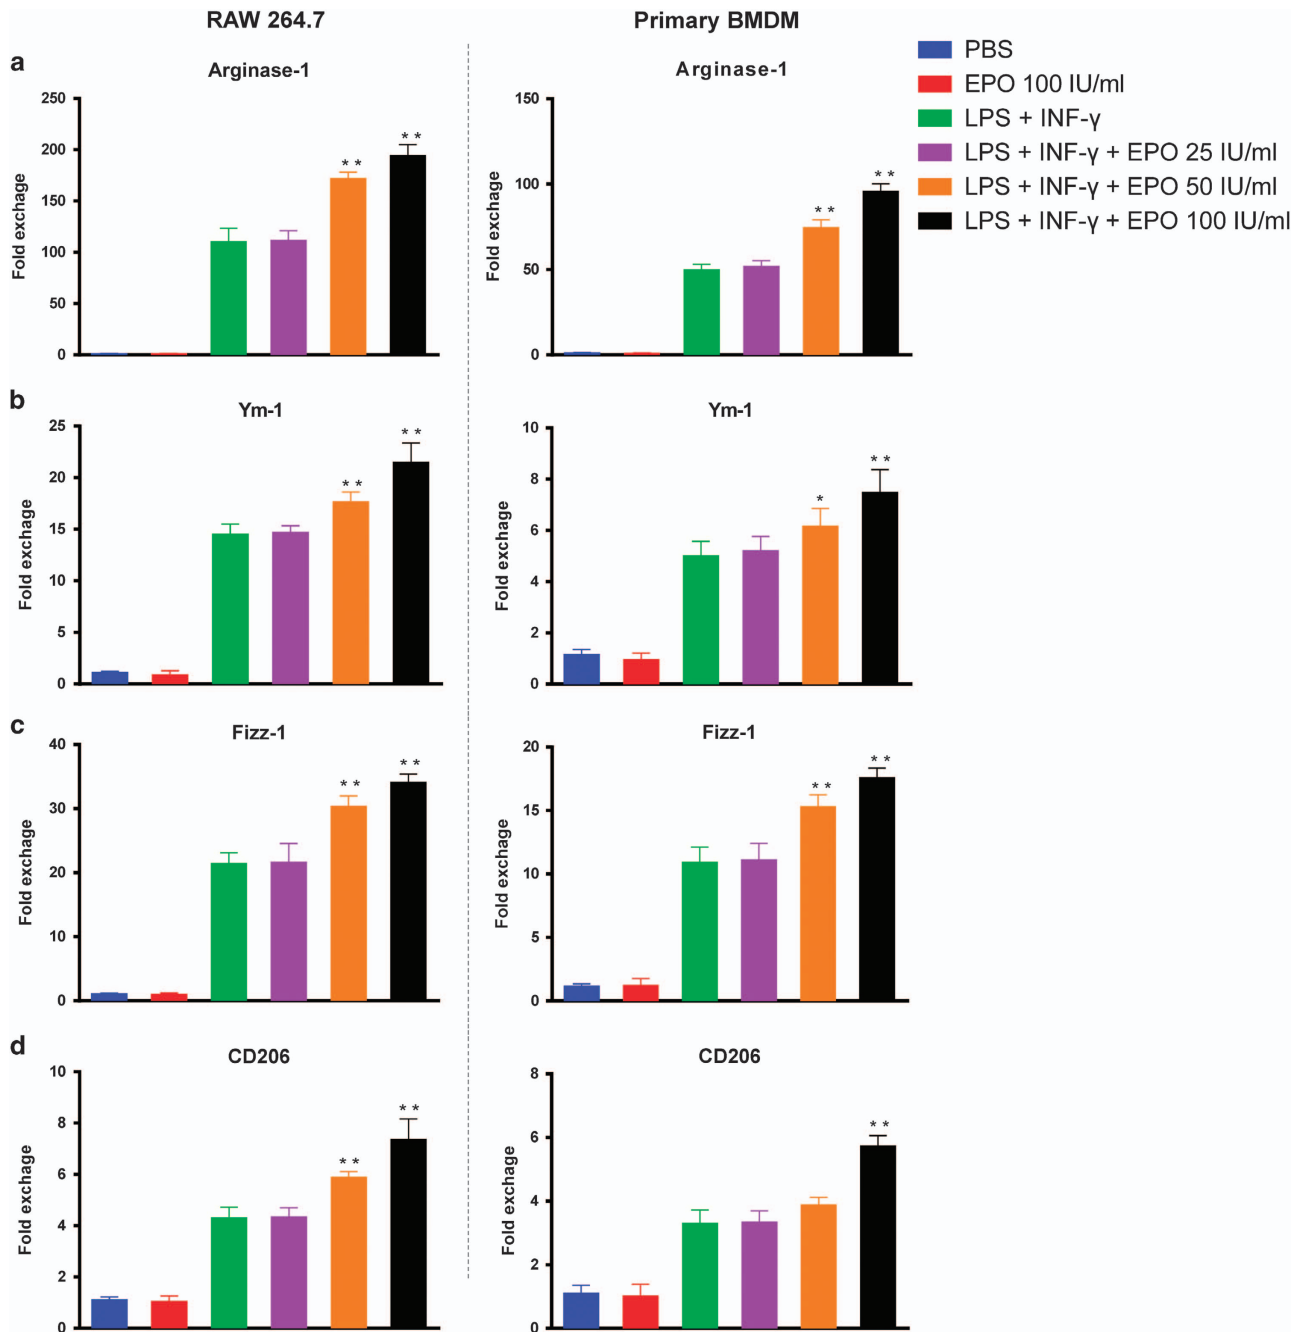 RAW 264.7
Primary BMDM
PBS
EPO 100 IU/ml
LPS + INF-γ
LPS + INF-γ + EPO 25 IU/ml
LPS + INF-γ + EPO 50 IU/ml
LPS + INF-γ + EPO 100 IU/ml
a
Arginase-1
Fold exchage
250
200
150
100
50
0
* *
* *
Arginase-1
Fold exchage
150
100
50
0
* *
* *
b
Ym-1
Fold exchage
25
20
15
10
5
0
* *
* *
Ym-1
Fold exchage
10
8
6
4
2
0
*
* *
c
Fizz-1
Fold exchage
40
30
20
10
0
* *
* *
Fizz-1
Fold exchage
20
15
10
5
0
* *
* *
d
CD206
Fold exchage
10
8
6
4
2
0
* *
* *
CD206
Fold exchage
8
6
4
2
0
* *